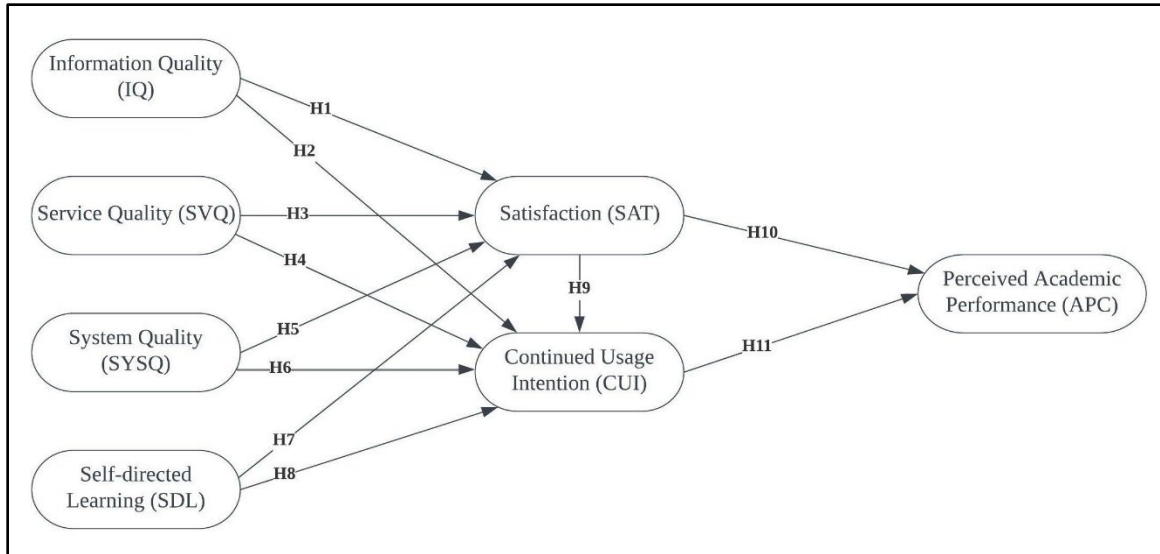 Information Quality
(IQ)
H1
H2
Service Quality (SVQ)
H3
Satisfaction (SAT)
H10
H4
H9
Perceived Academic
Performance (APC)
System Quality
(SYSQ)
H5
H6
Continued Usage
Intention (CUI)
H11
H7
Self-directed
Learning (SDL)
H8